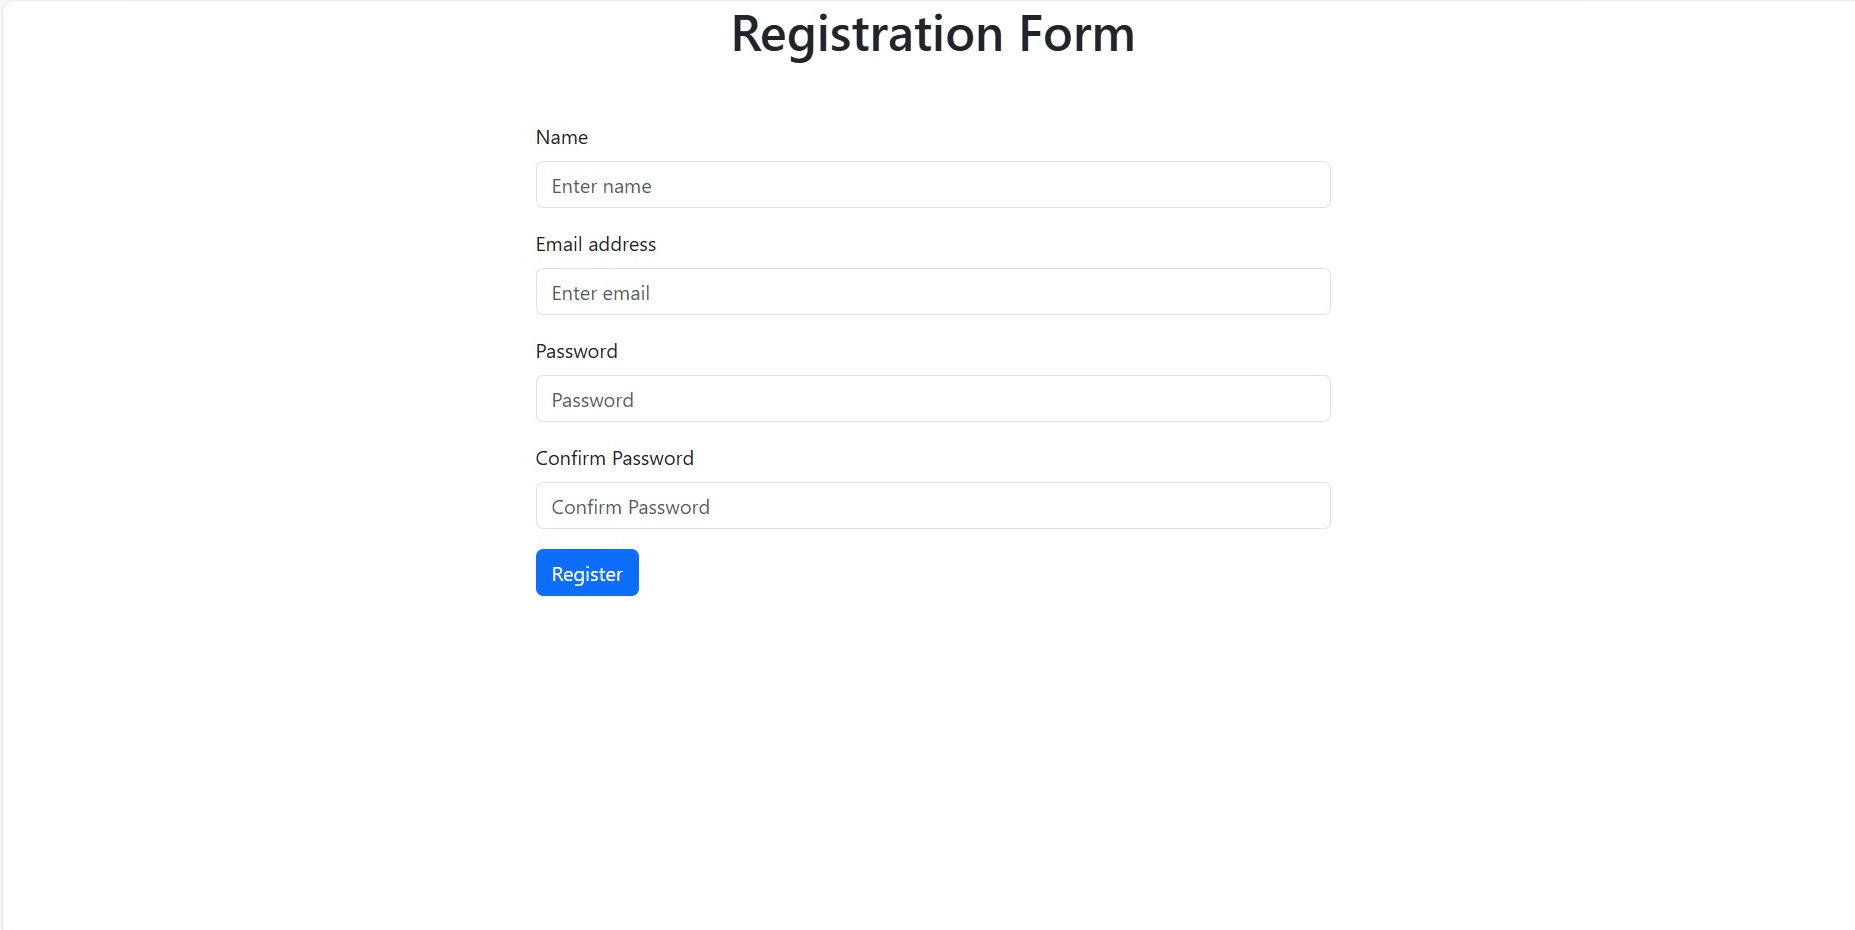 Registration Form
Name
Enter name
Email address
Enter email
Password
Password
Confirm Password
Confirm Password
Register